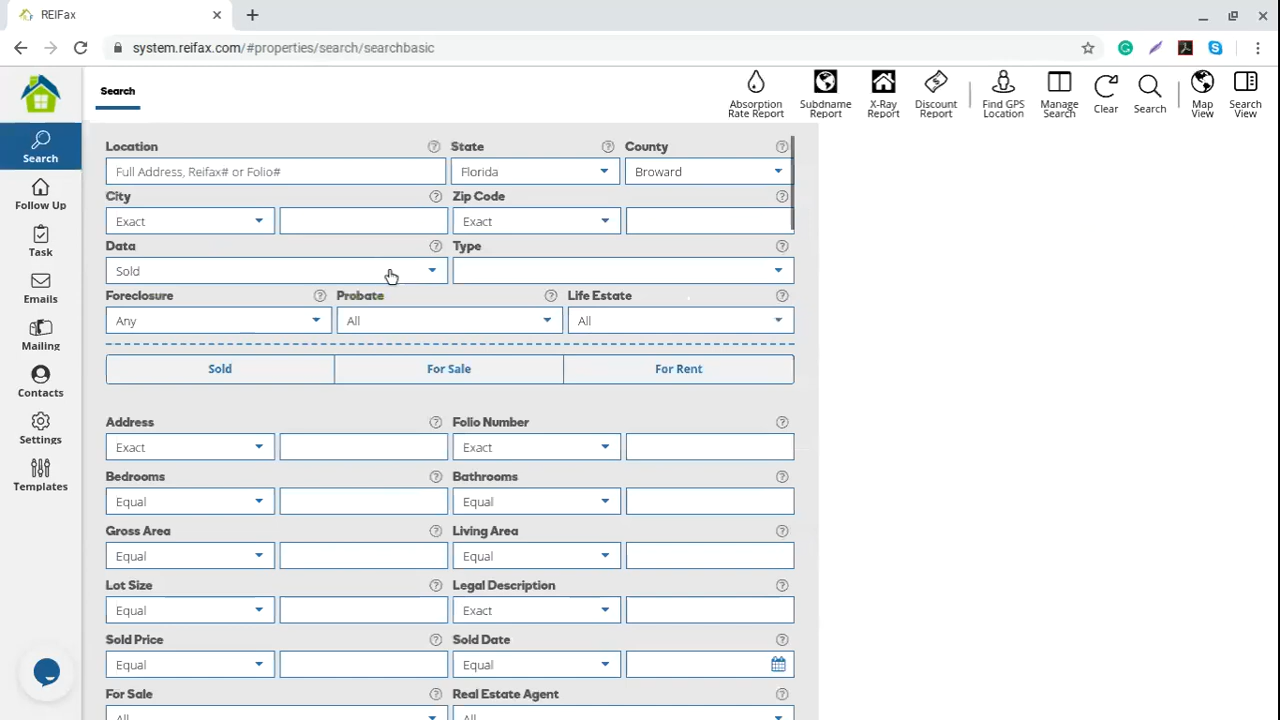 REIFax
system.reifax.com/#properties/search/searchbasic
Search
Absorption
Rate Report
Subdname
Report
X-Ray
Report
Discount
Report
Find GPS
Location
Manage
Search
Clear
Search
Map
View
Search
View
Search
Follow Up
Task
Emails
Mailing
Contacts
Settings
Templates
Location State County
Full Address, Reifax# or Folio# Florida Broward
City Zip Code
Exact Exact
Data Type
Sold
Foreclosure Probate Life Estate
Any All All
Sold For Sale For Rent
Address Folio Number
Exact Exact
Bedrooms Bathrooms
Equal Equal
Gross Area Living Area
Equal Equal
Lot Size Legal Description
Equal Exact
Sold Price Sold Date
Equal Equal
For Sale Real Estate Agent
All All